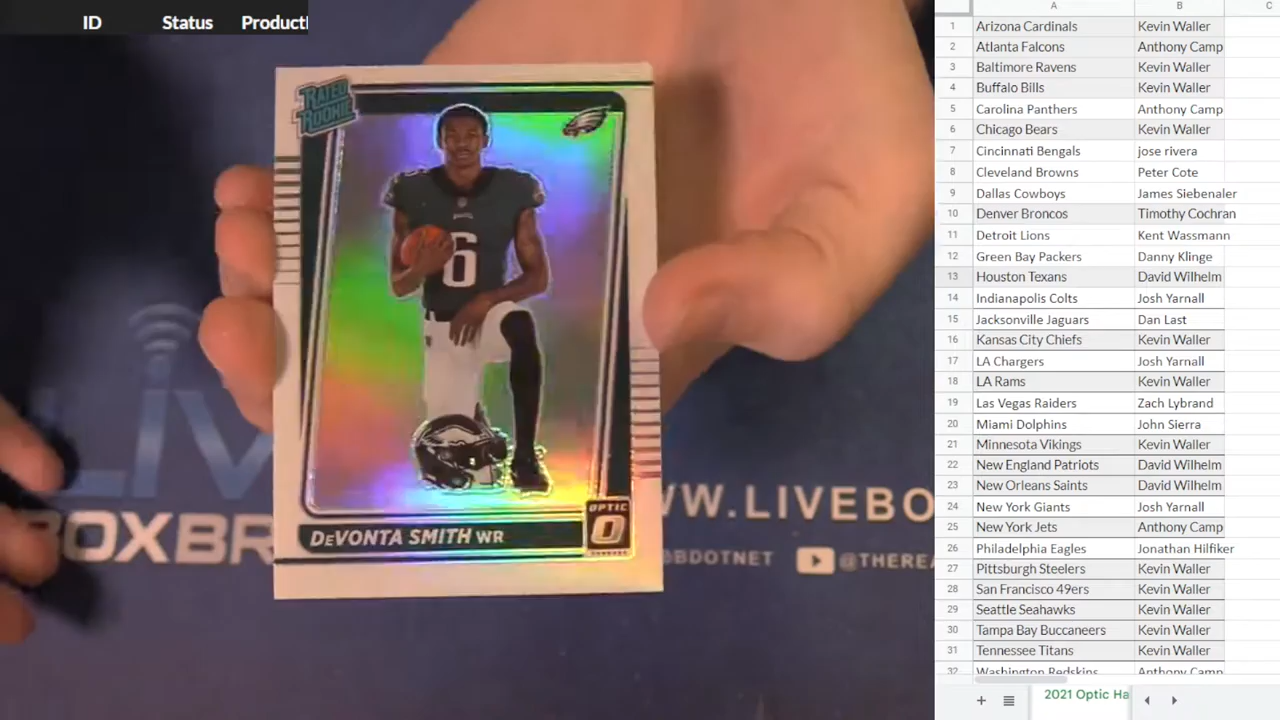 ID Status Producti
RATED
ROOKIE
6
DEVONTA SMITH WR
OPTIC
LIV
WW.LIVEBO
BOXBR
BDOTNET @THEREA
A B C
1 Arizona Cardinals Kevin Waller
2 Atlanta Falcons Anthony Camp
3 Baltimore Ravens Kevin Waller
4 Buffalo Bills Kevin Waller
5 Carolina Panthers Anthony Camp
6 Chicago Bears Kevin Waller
7 Cincinnati Bengals jose rivera
8 Cleveland Browns Peter Cote
9 Dallas Cowboys James Siebenaler
10 Denver Broncos Timothy Cochran
11 Detroit Lions Kent Wassmann
12 Green Bay Packers Danny Klinge
13 Houston Texans David Wilhelm
14 Indianapolis Colts Josh Yarnall
15 Jacksonville Jaguars Dan Last
16 Kansas City Chiefs Kevin Waller
17 LA Chargers Josh Yarnall
18 LA Rams Kevin Waller
19 Las Vegas Raiders Zach Lybrand
20 Miami Dolphins John Sierra
21 Minnesota Vikings Kevin Waller
22 New England Patriots David Wilhelm
23 New Orleans Saints David Wilhelm
24 New York Giants Josh Yarnall
25 New York Jets Anthony Camp
26 Philadelphia Eagles Jonathan Hilfiker
27 Pittsburgh Steelers Kevin Waller
28 San Francisco 49ers Kevin Waller
29 Seattle Seahawks Kevin Waller
30 Tampa Bay Buccaneers Kevin Waller
31 Tennessee Titans Kevin Waller
32 Washington Redskins Anthony Camp
2021 Optic Ha